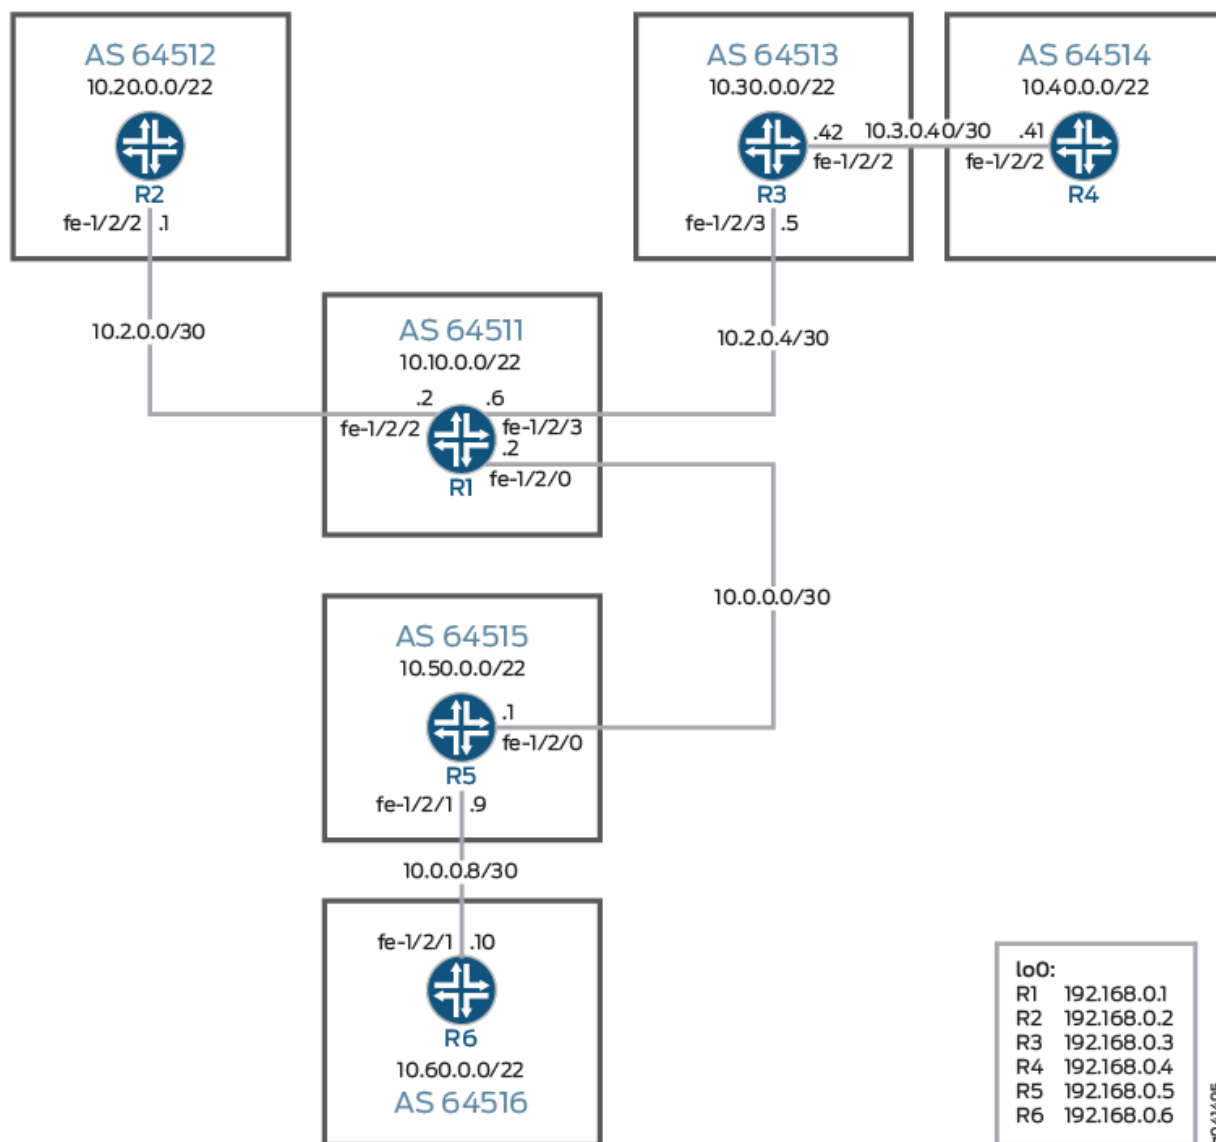 AS 64512
10.20.0.0/22
R2
fe-1/2/2 .1
AS 64513
10.30.0.0/22
R3
.42
fe-1/2/2
fe-1/2/3 .5
10.3.0.40/30
AS 64514
10.40.0.0/22
.41
fe-1/2/2
R4
10.2.0.0/30
10.2.0.4/30
AS 64511
10.10.0.0/22
.2
fe-1/2/2
.6
fe-1/2/3
.2
fe-1/2/0
R1
10.0.0.0/30
AS 64515
10.50.0.0/22
.1
fe-1/2/0
R5
fe-1/2/1 .9
10.0.0.8/30
fe-1/2/1 .10
R6
10.60.0.0/22
AS 64516
lo0:
R1 192.168.0.1
R2 192.168.0.2
R3 192.168.0.3
R4 192.168.0.4
R5 192.168.0.5
R6 192.168.0.6